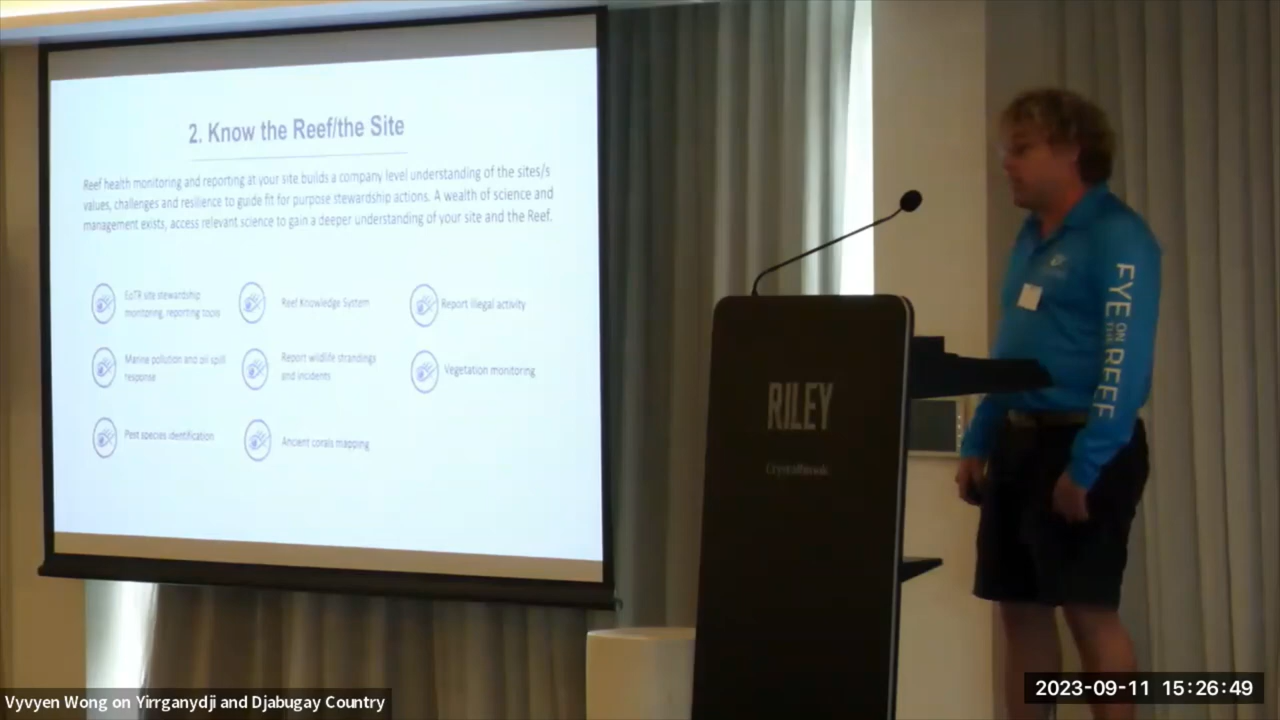 2. Know the Reef/the Site
Reef health monitoring and reporting at your site builds a company level understanding of the sites/s
values, challenges and resilience to guide fit for purpose stewardship actions. A wealth of science and
management exists, access relevant science to gain a deeper understanding of your site and the Reef.
EoTR site stewardship
monitoring, reporting tools
Reef Knowledge System
Report illegal activity
Marine pollution and oil spill
response
Report wildlife strandings
and incidents
Vegetation monitoring
Pest species identification
Ancient corals mapping
RILEY
Crystalbrook
EYE ON THE REEF
Vyvyen Wong on Yirrganydji and Djabugay Country
2023-09-11 15:26:49